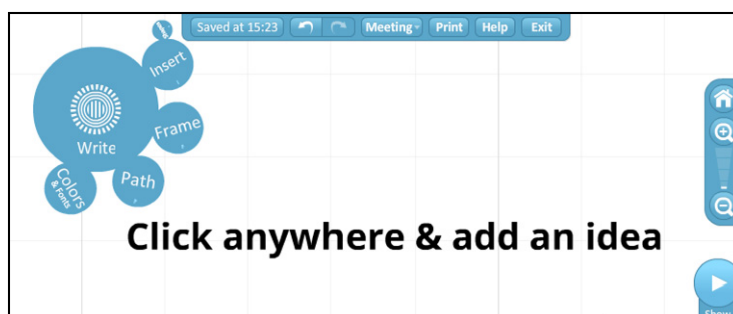 Saved at 15:23 Meeting Print Help Exit
Insert
Frame
Write
Path
Colors
& Fonts
Click anywhere & add an idea
Show